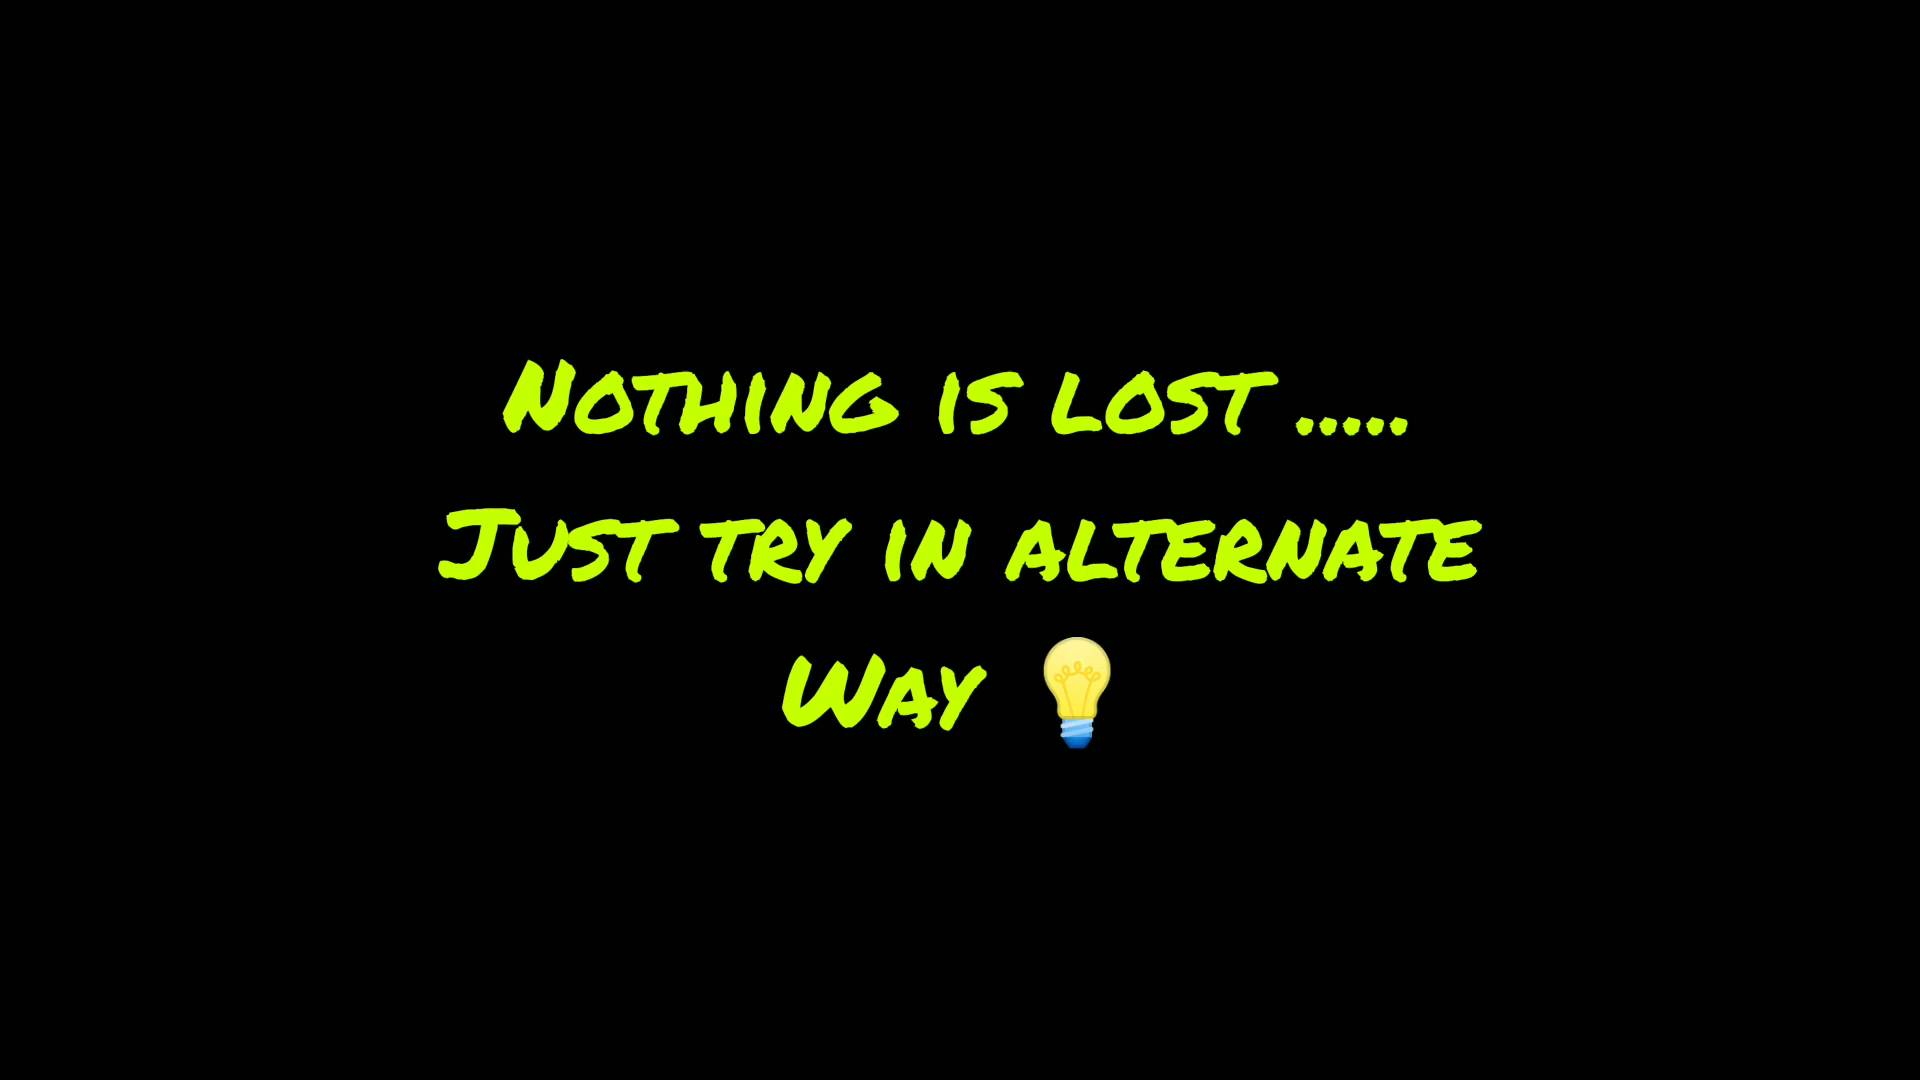 Nothing is lost .....
Just try in alternate
Way 💡